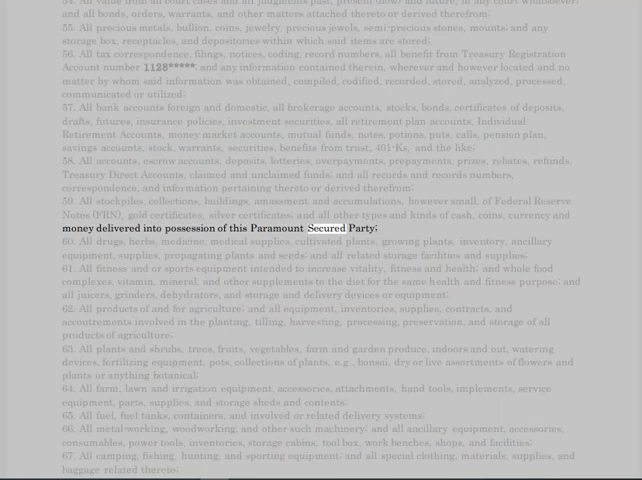 54. All value from all court cases and all judgments past, present (now) and future, in any court whatsoever;
and all bonds, orders, warrants, and other matters attached thereto or derived therefrom;
55. All precious metals, bullion, coins, jewelry, precious jewels, semi-precious stones, mounts; and any
storage box, receptacles, and depositories within which said items are stored;
56. All tax correspondence, filings, notices, coding, record numbers, all benefit from Treasury Registration
Account number 1128*****; and any information contained therein, wherever and however located and no
matter by whom said information was obtained, compiled, codified, recorded, stored, analyzed, processed,
communicated or utilized;
57. All bank accounts foreign and domestic, all brokerage accounts, stocks, bonds, certificates of deposits,
drafts, futures, insurance policies, investment securities, all retirement plan accounts, Individual
Retirement Accounts, money market accounts, mutual funds, notes, potions, puts, calls, pension plan,
savings accounts, stock, warrants, securities, benefits from trust, 401-Ks, and the like;
58. All accounts, escrow accounts, deposits, lotteries, overpayments, prepayments, prizes, rebates, refunds,
Treasury Direct Accounts, claimed and unclaimed funds; and all records and records numbers,
correspondence, and information pertaining thereto or derived therefrom;
59. All stockpiles, collections, buildings, amassment and accumulations, however small, of Federal Reserve
Notes (FRN), gold certificates, silver certificates; and all other types and kinds of cash, coins, currency and
money delivered into possession of this Paramount Secured Party;
60. All drugs, herbs, medicine, medical supplies, cultivated plants, growing plants, inventory, ancillary
equipment, supplies, propagating plants and seeds; and all related storage facilities and supplies;
61. All fitness and or sports equipment intended to increase vitality, fitness and health; and whole food
complexes, vitamin, mineral, and other supplements to the diet for the same health and fitness purpose; and
all juicers, grinders, dehydrators, and storage and delivery devices or equipment;
62. All products of and for agriculture; and all equipment, inventories, supplies, contracts, and
accoutrements involved in the planting, tilling, harvesting, processing, preservation, and storage of all
products of agriculture;
63. All plants and shrubs, trees, fruits, vegetables, farm and garden produce, indoors and out, watering
devices, fertilizing equipment, pots, collections of plants, e.g., bonsai, dry or live assortments of flowers and
plants or anything botanical;
64. All farm, lawn and irrigation equipment, accessories, attachments, hand tools, implements, service
equipment, parts, supplies, and storage sheds and contents;
65. All fuel, fuel tanks, containers, and involved or related delivery systems;
66. All metal-working, woodworking, and other such machinery; and all ancillary equipment, accessories,
consumables, power tools, inventories, storage cabins, tool box, work benches, shops, and facilities;
67. All camping, fishing, hunting, and sporting equipment; and all special clothing, materials, supplies, and
baggage related thereto;